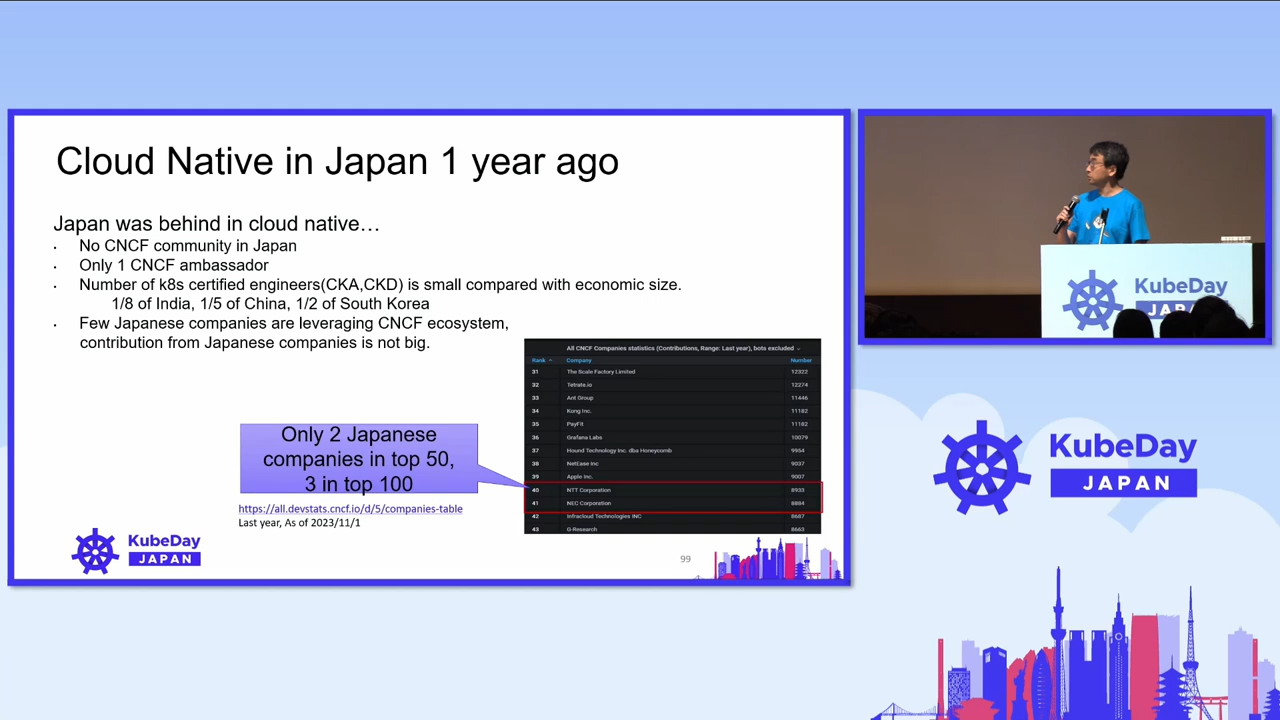 Cloud Native in Japan 1 year ago
Japan was behind in cloud native…
· No CNCF community in Japan
· Only 1 CNCF ambassador
· Number of k8s certified engineers(CKA,CKD) is small compared with economic size.
1/8 of India, 1/5 of China, 1/2 of South Korea
· Few Japanese companies are leveraging CNCF ecosystem,
contribution from Japanese companies is not big.
All CNCF Companies statistics (Contributions, Range: Last year), bots excluded
Rank Company Number
31 The Scale Factory Limited 12322
32 Tetrate.io 12274
33 Ant Group 11446
34 Kong Inc. 11182
35 PayFit 11182
36 Grafana Labs 10079
37 Hound Technology Inc. dba Honeycomb 9954
38 NetEase Inc 9037
39 Apple Inc. 9007
40 NTT Corporation 8933
41 NEC Corporation 8884
42 Infracloud Technologies INC 8687
43 G-Research 8663
Only 2 Japanese
companies in top 50,
3 in top 100
https://all.devstats.cncf.io/d/5/companies-table
Last year, As of 2023/11/1
KubeDay
JAPAN
99
KubeDay
JAPAN
KubeDay
JAPAN